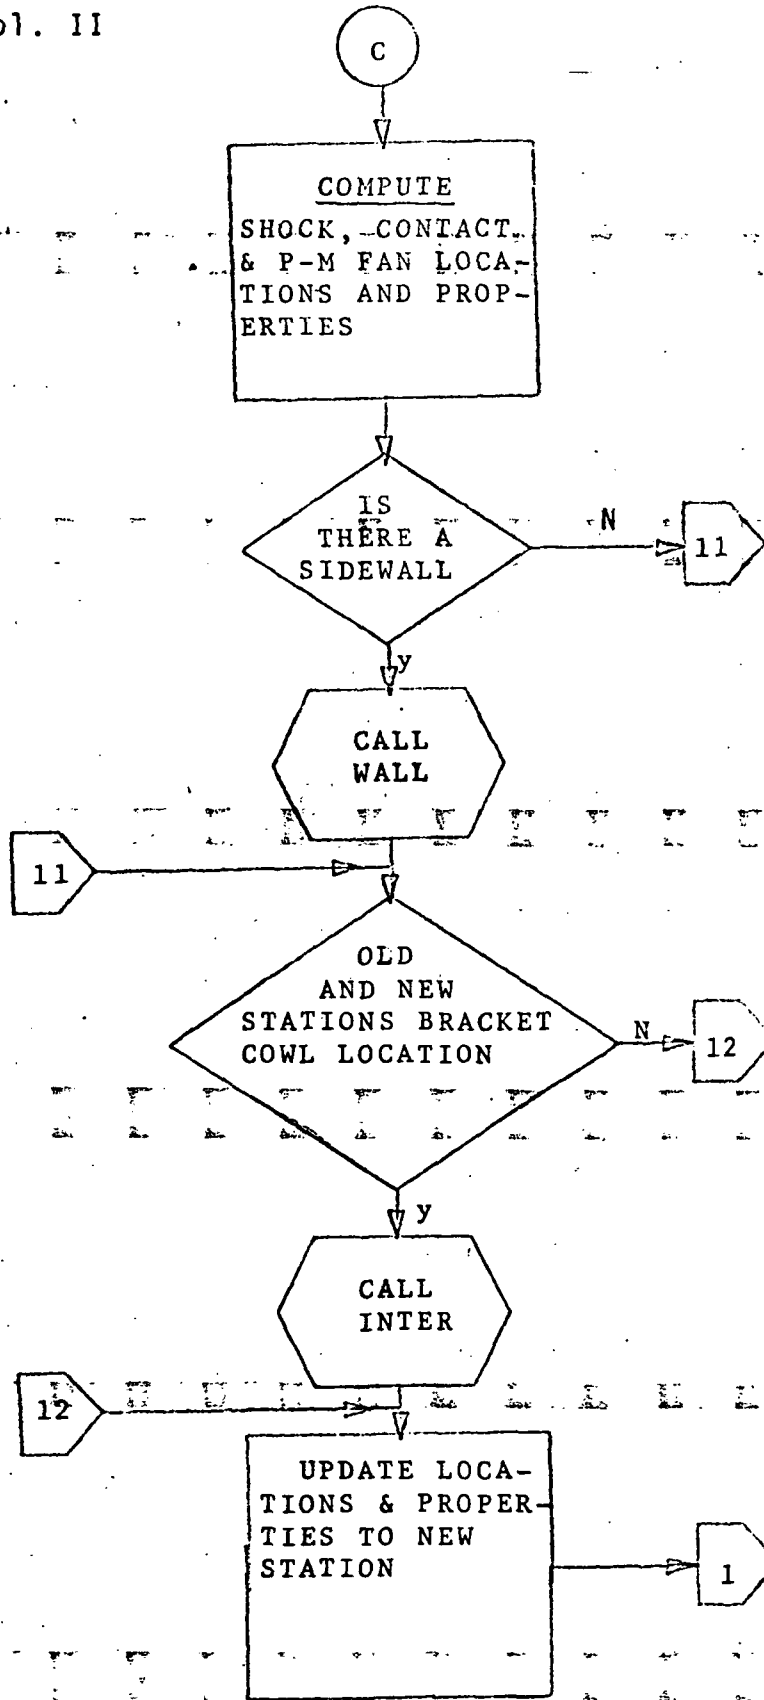 ol. II
C
COMPUTE
SHOCK, CONTACT
& P-M FAN LOCA-
TIONS AND PROP-
ERTIES
IS
THERE A
SIDEWALL
N
11
y
CALL
WALL
11
OLD
AND NEW
STATIONS BRACKET
COWL LOCATION
N
12
y
CALL
INTER
12
UPDATE LOCA-
TIONS & PROPER-
TIES TO NEW
STATION
1